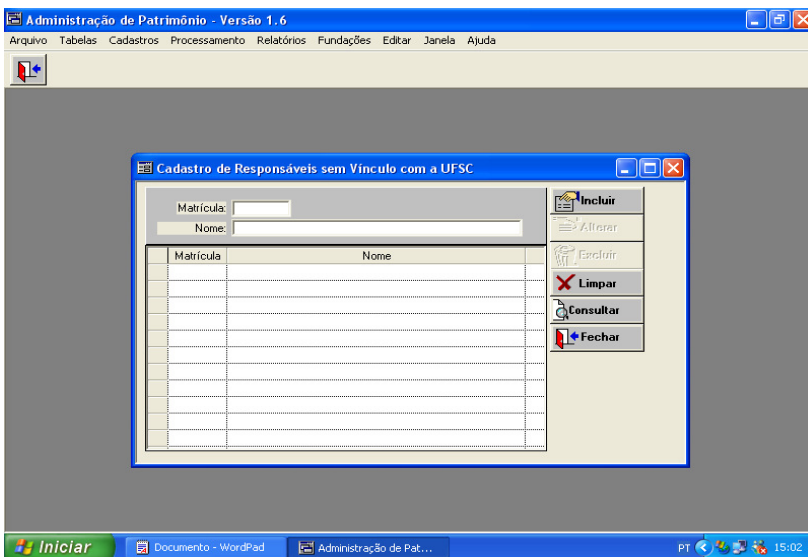 Administração de Patrimônio - Versão 1.6
Arquivo Tabelas Cadastros Processamento Relatórios Fundações Editar Janela Ajuda
Cadastro de Responsáveis sem Vínculo com a UFSC
Matrícula:
Nome:
Matrícula Nome
Incluir
Alterar
Excluir
Limpar
Consultar
Fechar
Iniciar Documento - WordPad Administração de Pat... PT 15:02